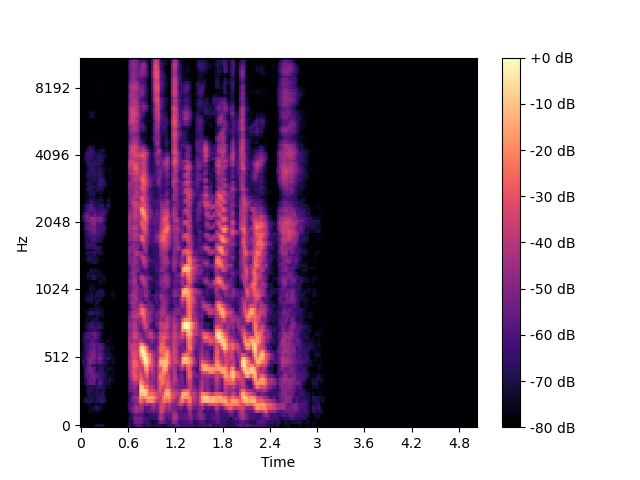 +0 dB
8192
-10 dB
4096
-20 dB
-30 dB
2048
-40 dB
Hz
1024
-50 dB
512
-60 dB
-70 dB
0
-80 dB
0 0.6 1.2 1.8 2.4 3 3.6 4.2 4.8
Time